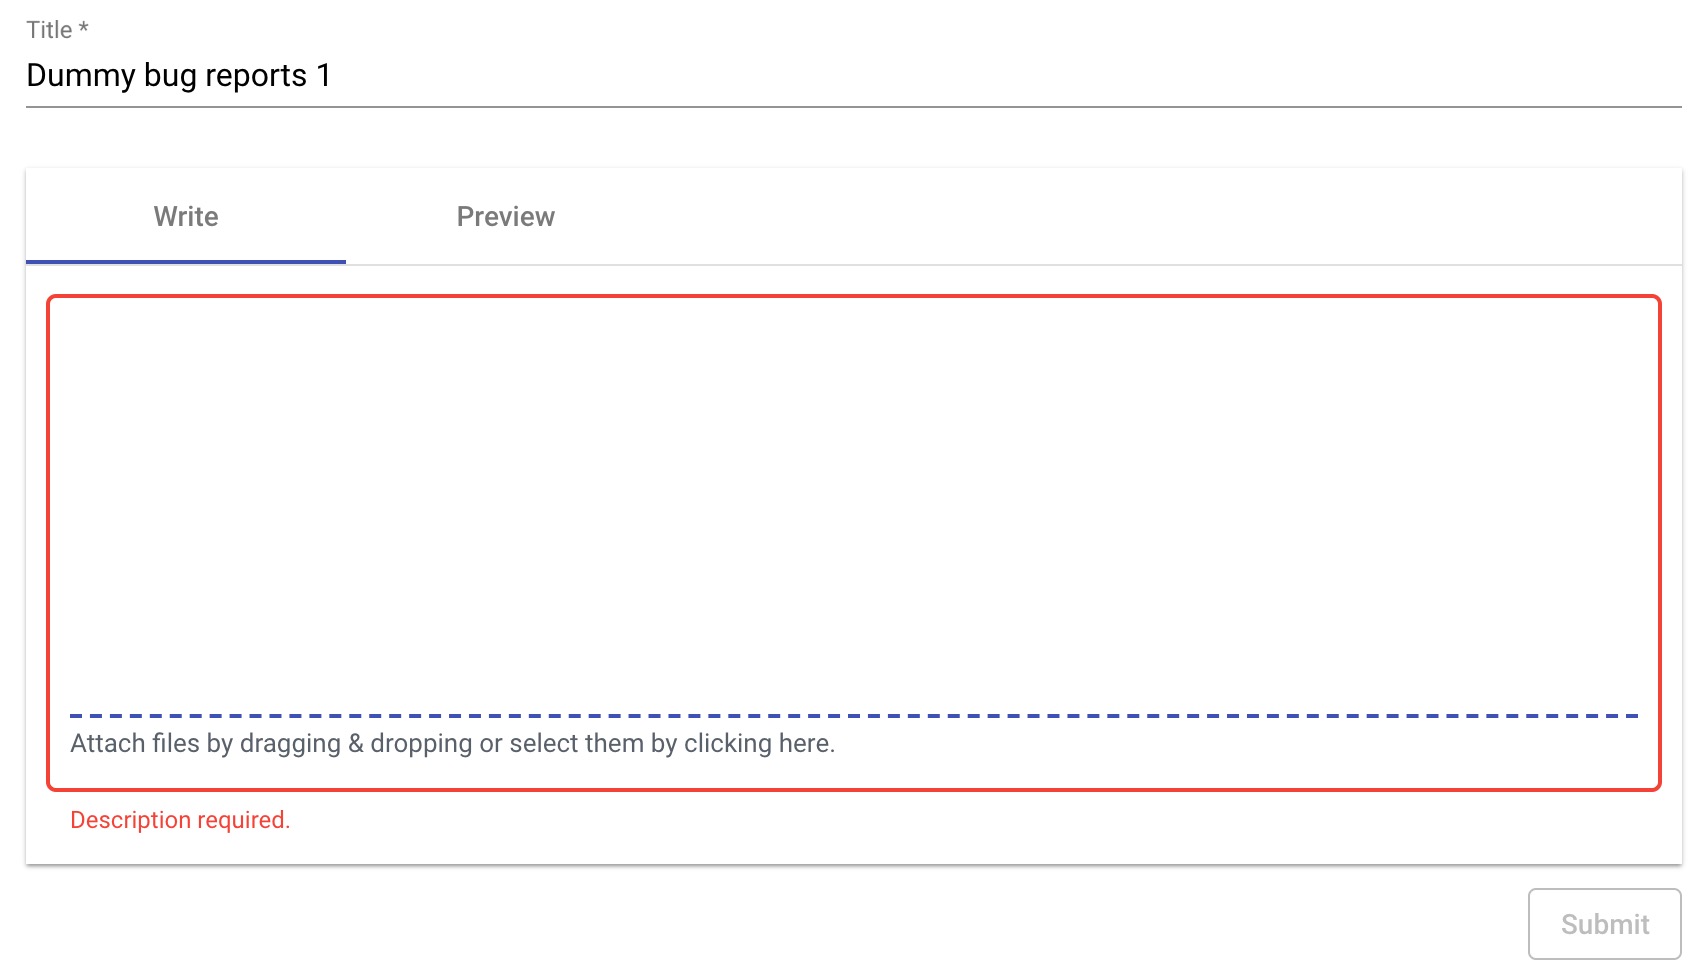 Title *
Dummy bug reports 1
Write Preview
Attach files by dragging & dropping or select them by clicking here.
Description required.
Submit